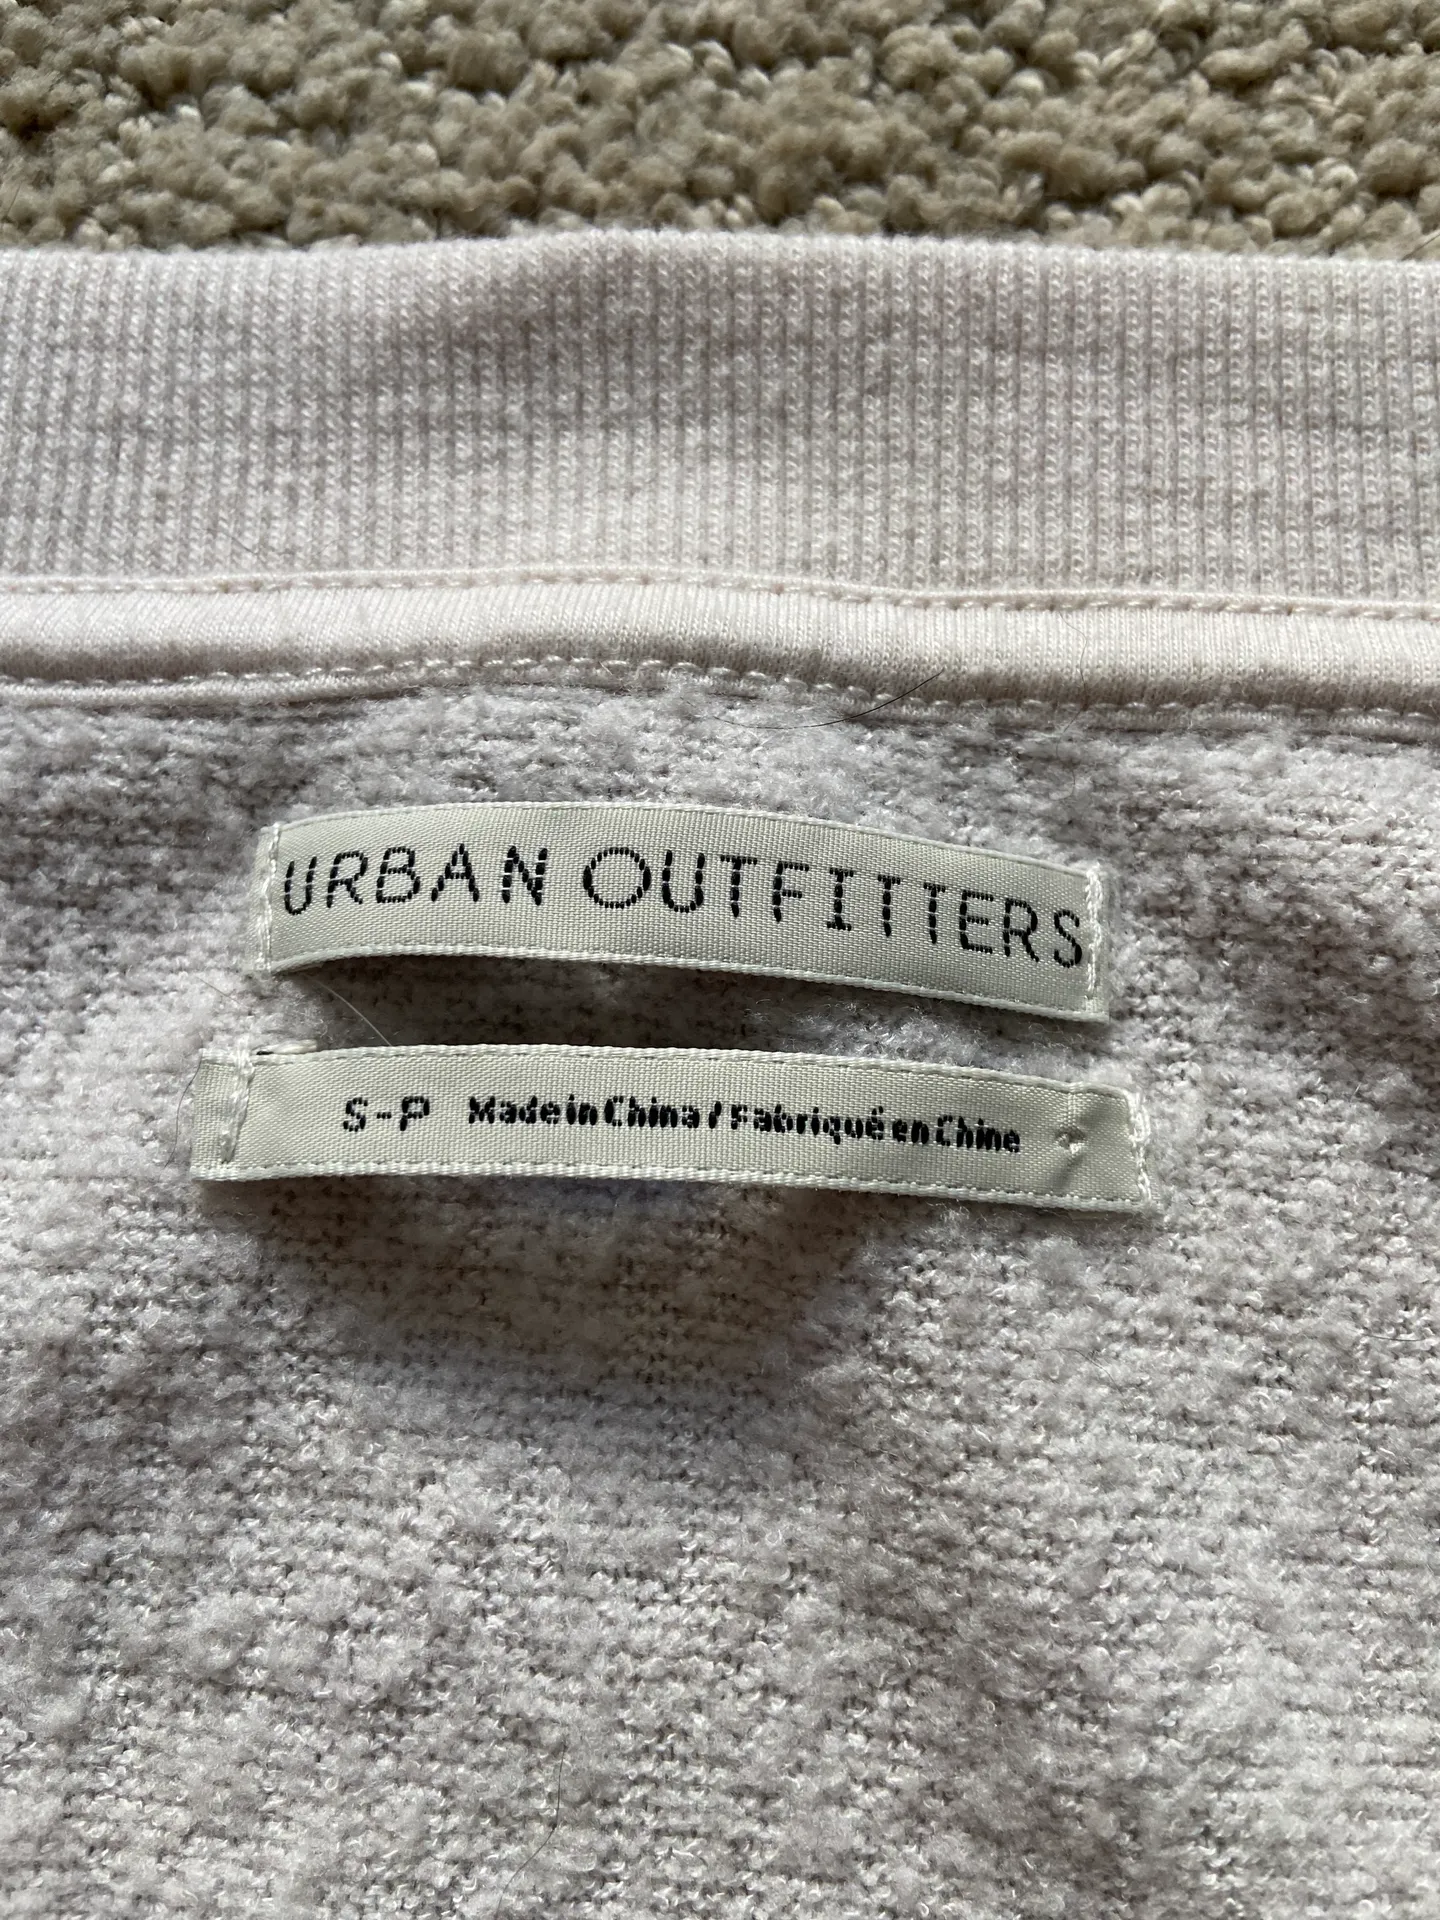 URBAN OUTFITTERS
S-P Made in China / Fabriqué en Chine